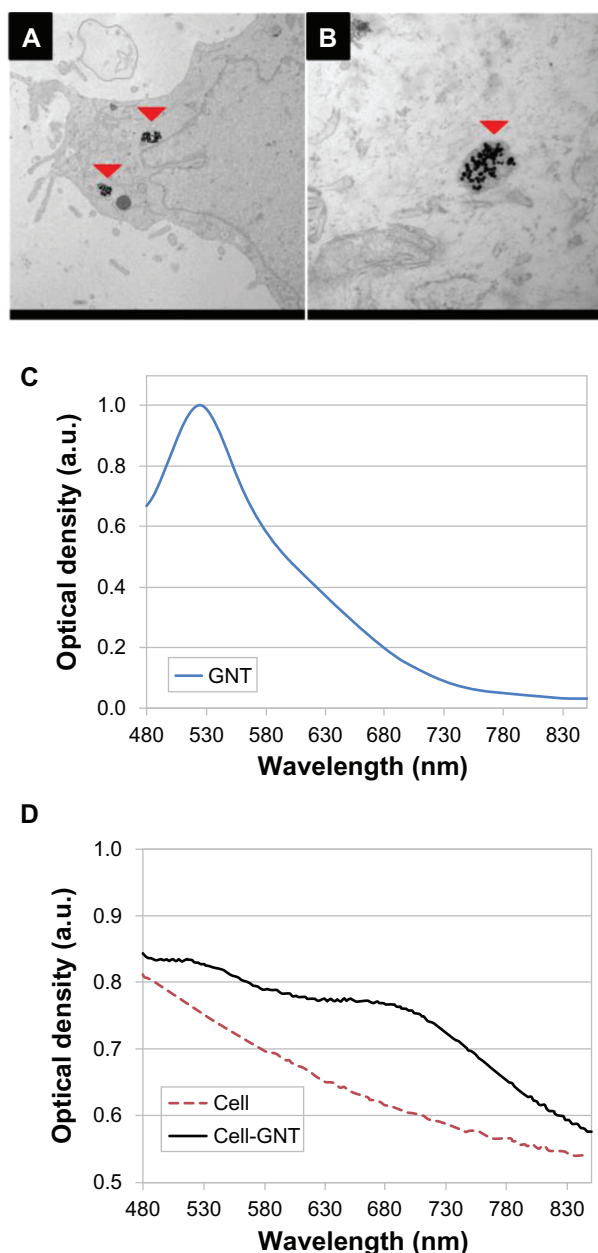 A
B
C
Optical density (a.u.)
1.0
0.8
0.6
0.4
0.2
0.0
GNT
480 530 580 630 680 730 780 830
Wavelength (nm)
D
Optical density (a.u.)
1.0
0.9
0.8
0.7
0.6
0.5
Cell
Cell-GNT
480 530 580 630 680 730 780 830
Wavelength (nm)